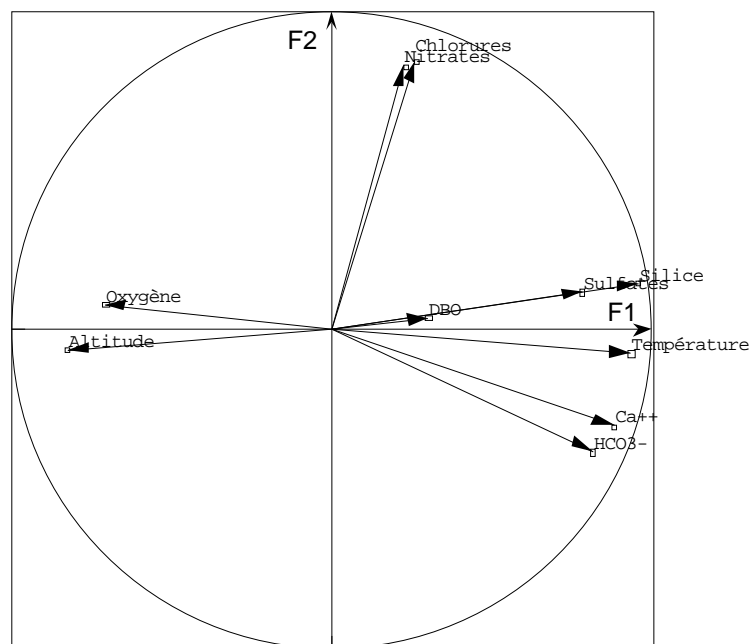 F2
Chlorures
Nitrates
Silice
Sulfates
Oxygène
DBO
F1
Altitude
Température
Ca++
HCO3-